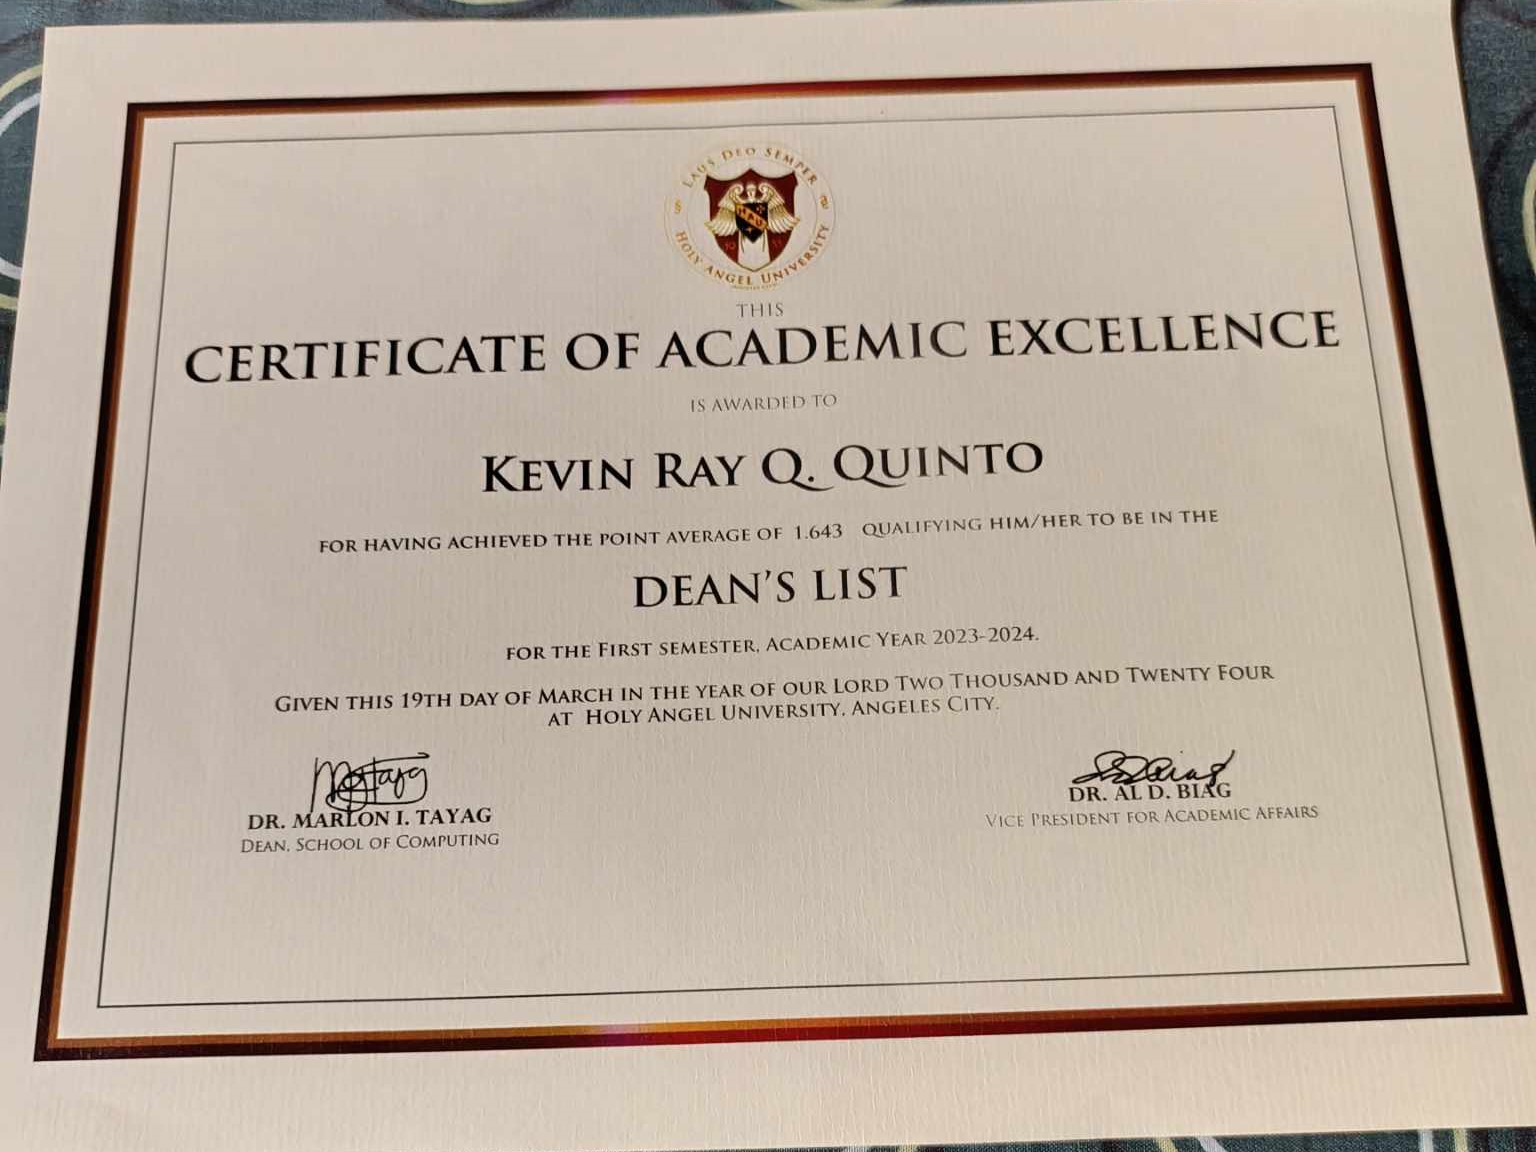 LAUS DEO SEMPER
HAU
19 33
HOLY ANGEL UNIVERSITY
THIS
CERTIFICATE OF ACADEMIC EXCELLENCE
IS AWARDED TO
KEVIN RAY Q. QUINTO
FOR HAVING ACHIEVED THE POINT AVERAGE OF 1.643 QUALIFYING HIM/HER TO BE IN THE
DEAN'S LIST
FOR THE FIRST SEMESTER, ACADEMIC YEAR 2023-2024.
GIVEN THIS 19TH DAY OF MARCH IN THE YEAR OF OUR LORD TWO THOUSAND AND TWENTY FOUR
AT HOLY ANGEL UNIVERSITY, ANGELES CITY.
DR. MARLON I. TAYAG
DEAN, SCHOOL OF COMPUTING
DR. AL D. BIAG
VICE PRESIDENT FOR ACADEMIC AFFAIRS